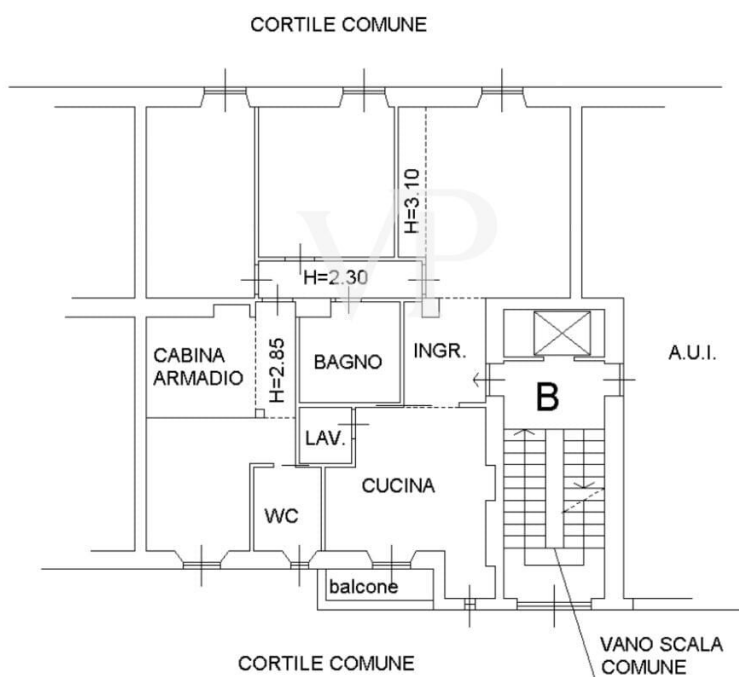 CORTILE COMUNE
H=3.10
VP
H=2.30
CABINA
ARMADIO
H=2.85
BAGNO
INGR.
A.U.I.
B
LAV.
CUCINA
WC
balcone
CORTILE COMUNE
VANO SCALA
COMUNE